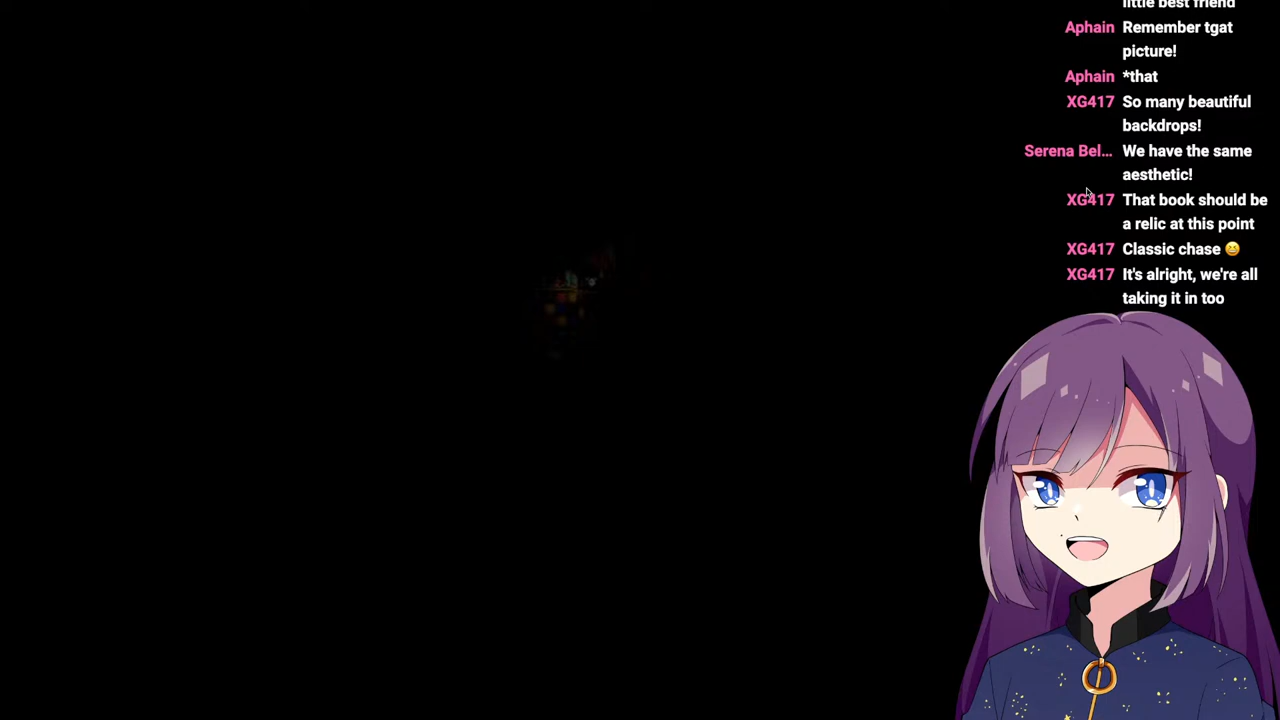 little best friend
Aphain Remember tgat
picture!
Aphain *that
XG417 So many beautiful
backdrops!
Serena Bel... We have the same
aesthetic!
XG417 That book should be
a relic at this point
XG417 Classic chase 😆
XG417 It's alright, we're all
taking it in too